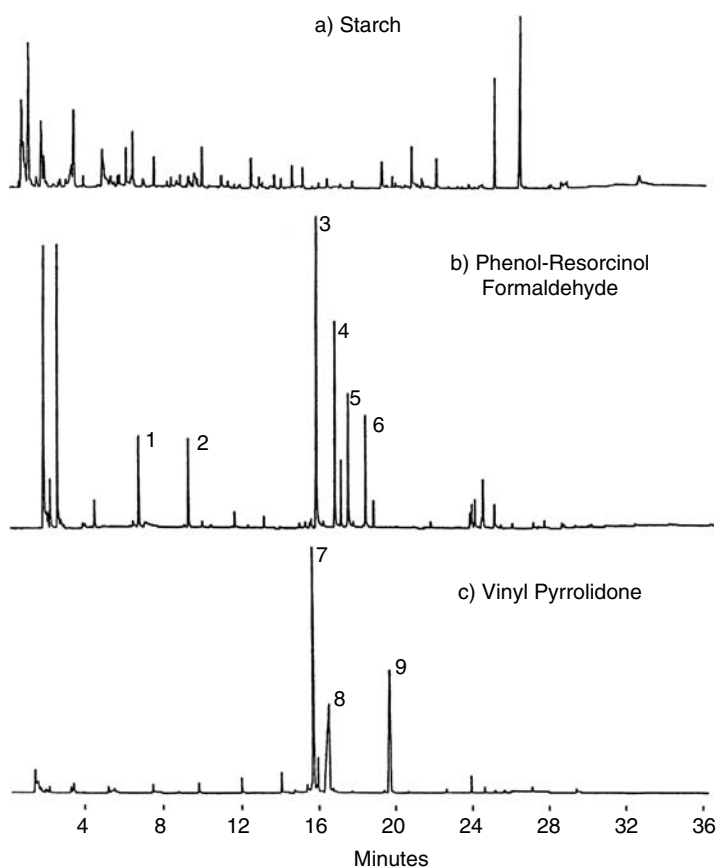 a) Starch
3
b) Phenol-Resorcinol
Formaldehyde
4
5
6
1
2
7
c) Vinyl Pyrrolidone
9
8
4 8 12 16 20 24 28 32 36
Minutes